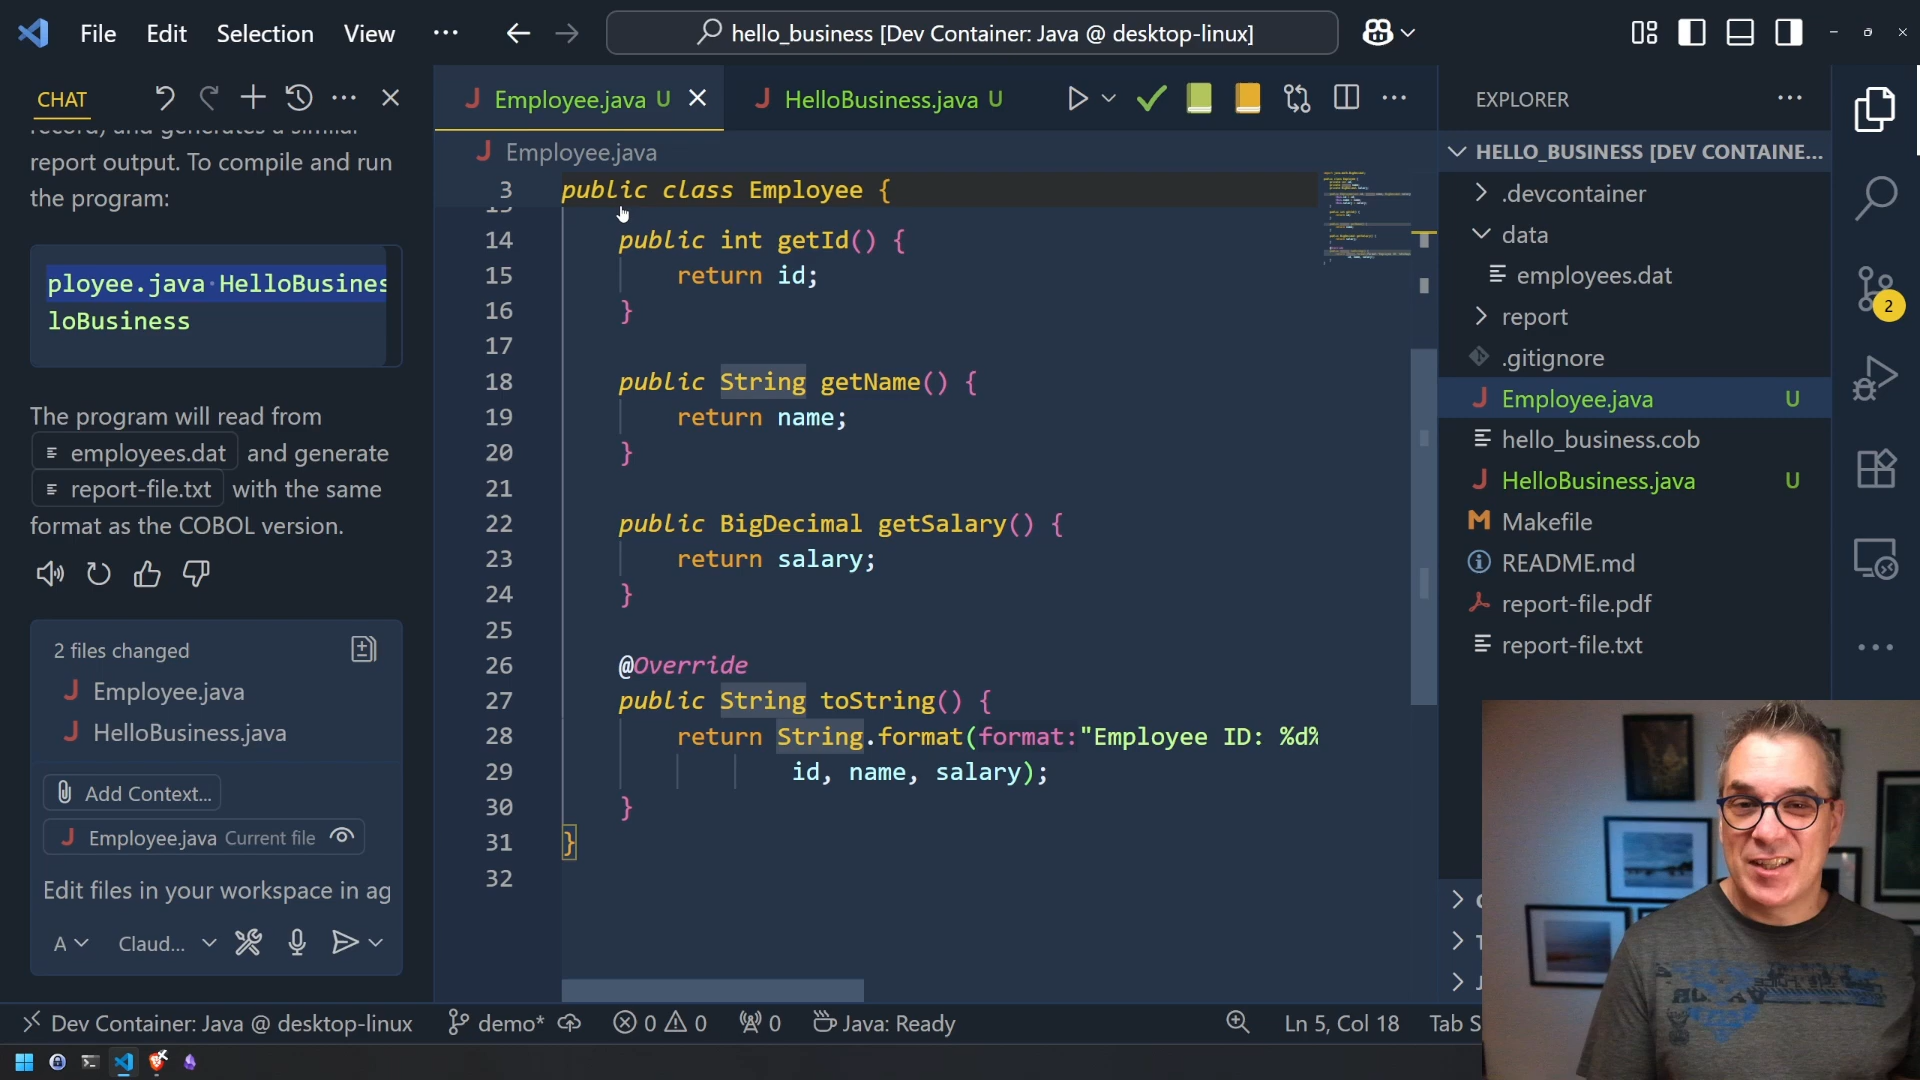 File Edit Selection View
hello_business [Dev Container: Java @ desktop-linux]
CHAT
record) and generates a similar
report output. To compile and run
the program:
ployee.java HelloBusines
loBusiness
The program will read from
employees.dat and generate
report-file.txt with the same
format as the COBOL version.
2 files changed
Employee.java
HelloBusiness.java
Add Context...
Employee.java Current file
Edit files in your workspace in ag
A Claud...
Employee.java U
HelloBusiness.java U
Employee.java
3 public class Employee {
14 public int getId() {
15 return id;
16 }
17
18 public String getName() {
19 return name;
20 }
21
22 public BigDecimal getSalary() {
23 return salary;
24 }
25
26 @Override
27 public String toString() {
28 return String.format(format:"Employee ID: %d%
29 id, name, salary);
30 }
31 }
32
EXPLORER
HELLO_BUSINESS [DEV CONTAINE...
.devcontainer
data
employees.dat
report
.gitignore
Employee.java U
hello_business.cob
HelloBusiness.java U
Makefile
README.md
report-file.pdf
report-file.txt
2
Dev Container: Java @ desktop-linux
demo*
0 0
0
Java: Ready
Ln 5, Col 18
Tab S